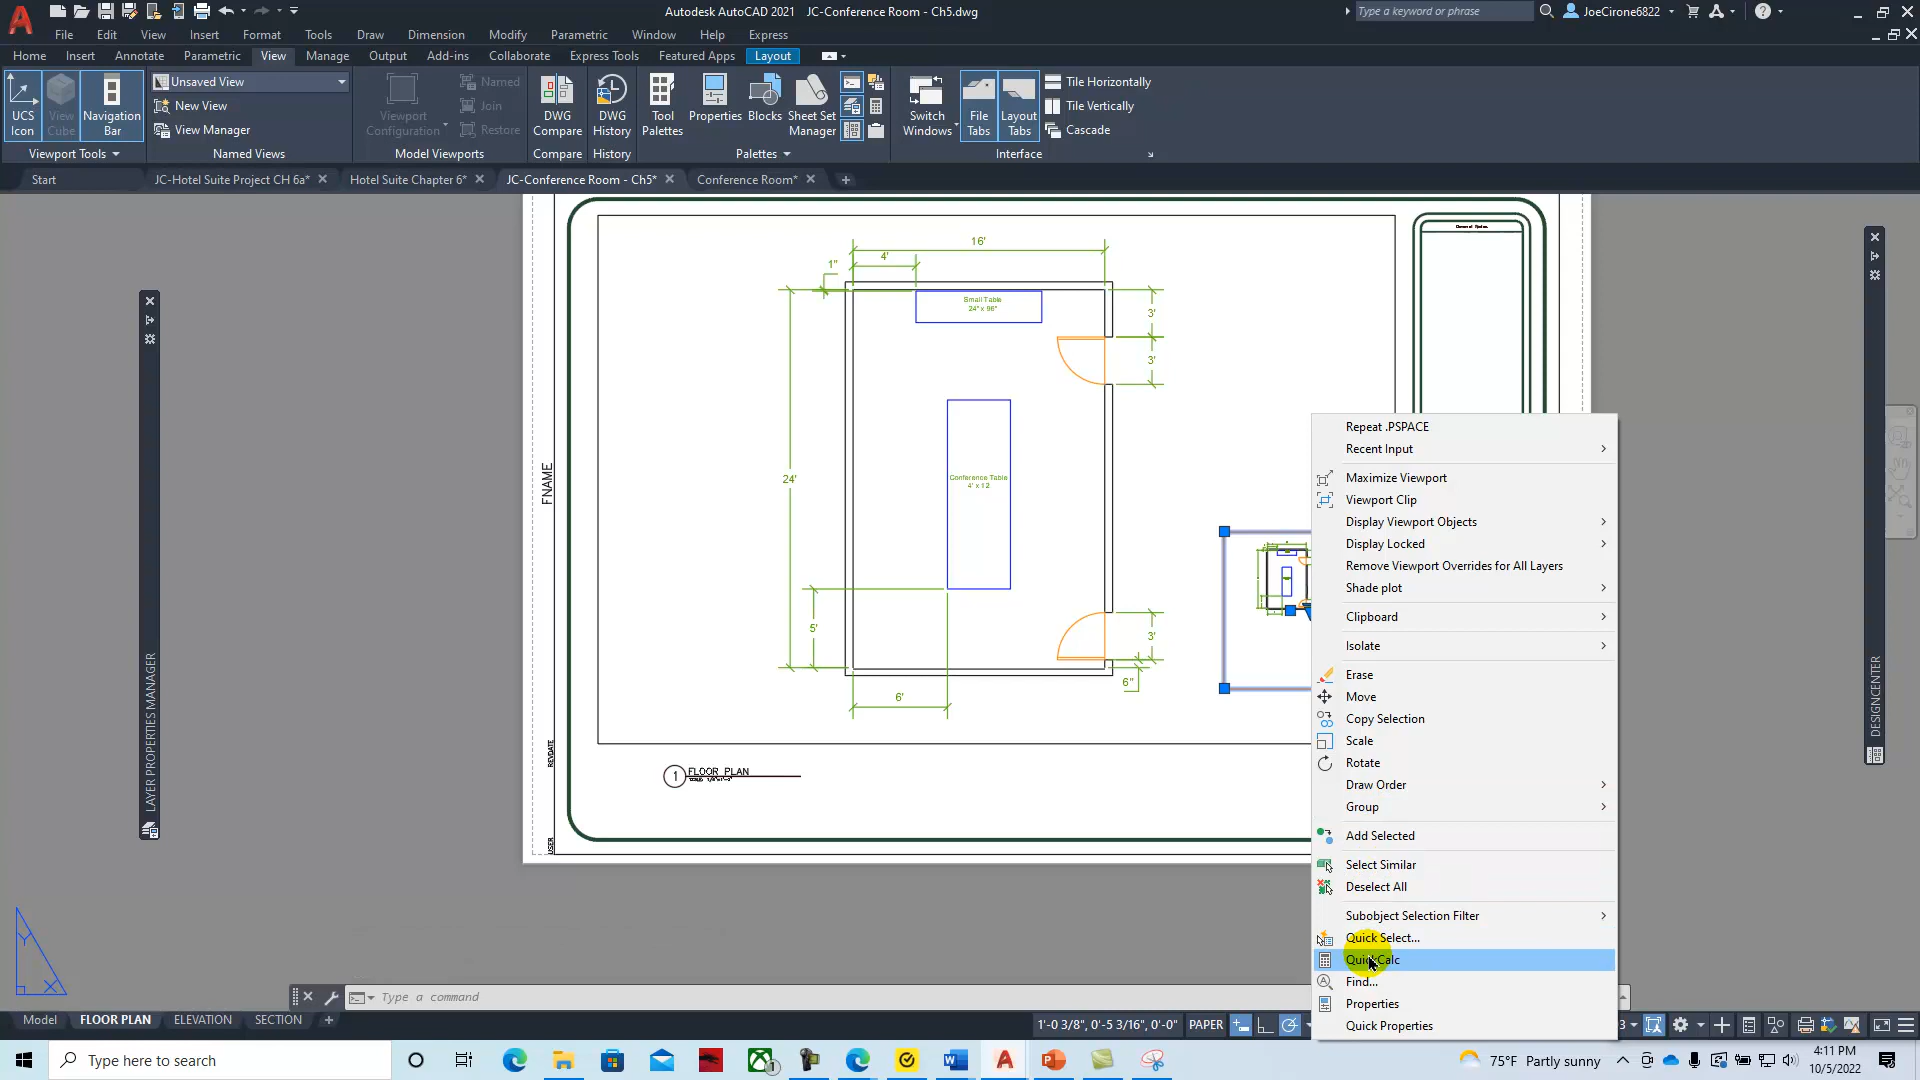 Autodesk AutoCAD 2021   JC-Conference Room - Ch5.dwg
Type a keyword or phrase
JoeCirone6822
File Edit View Insert Format Tools Draw Dimension Modify Parametric Window Help Express
Home Insert Annotate Parametric View Manage Output Collaborate Add-ins Express Tools Featured Apps Layout
UCS Icon
View Cube
Navigation Bar
Viewport Tools
Unsaved View
New View
View Manager
Named Views
Viewport Configuration
Named
Join
Restore
Model Viewports
DWG Compare
Compare
DWG History
History
Tool Palettes
Properties
Blocks
Sheet Set Manager
Palettes
Switch Windows
File Tabs
Layout Tabs
Tile Horizontally
Tile Vertically
Cascade
Interface
Start
JC-Hotel Suite Project CH 6a*
Hotel Suite Chapter 6*
JC-Conference Room - Ch5*
Conference Room*
General Notes
16'
4'
1"
Small Table
24" x 96"
3'
3'
24'
Conference Table
4' x 12
5'
3'
6"
6'
FNAME
REVDATE
USER
1
FLOOR PLAN
LAYER PROPERTIES MANAGER
DESIGNCENTER
Repeat .PSPACE
Recent Input
Maximize Viewport
Viewport Clip
Display Viewport Objects
Display Locked
Remove Viewport Overrides for All Layers
Shade plot
Clipboard
Isolate
Erase
Move
Copy Selection
Scale
Rotate
Draw Order
Group
Add Selected
Select Similar
Deselect All
Subobject Selection Filter
Quick Select...
QuickCalc
Find...
Properties
Quick Properties
Y
X
Type a command
Model FLOOR PLAN ELEVATION SECTION
1'-0 3/8", 0'-5 3/16", 0'-0" PAPER
3
Type here to search
1
75°F Partly sunny
4:11 PM
10/5/2022